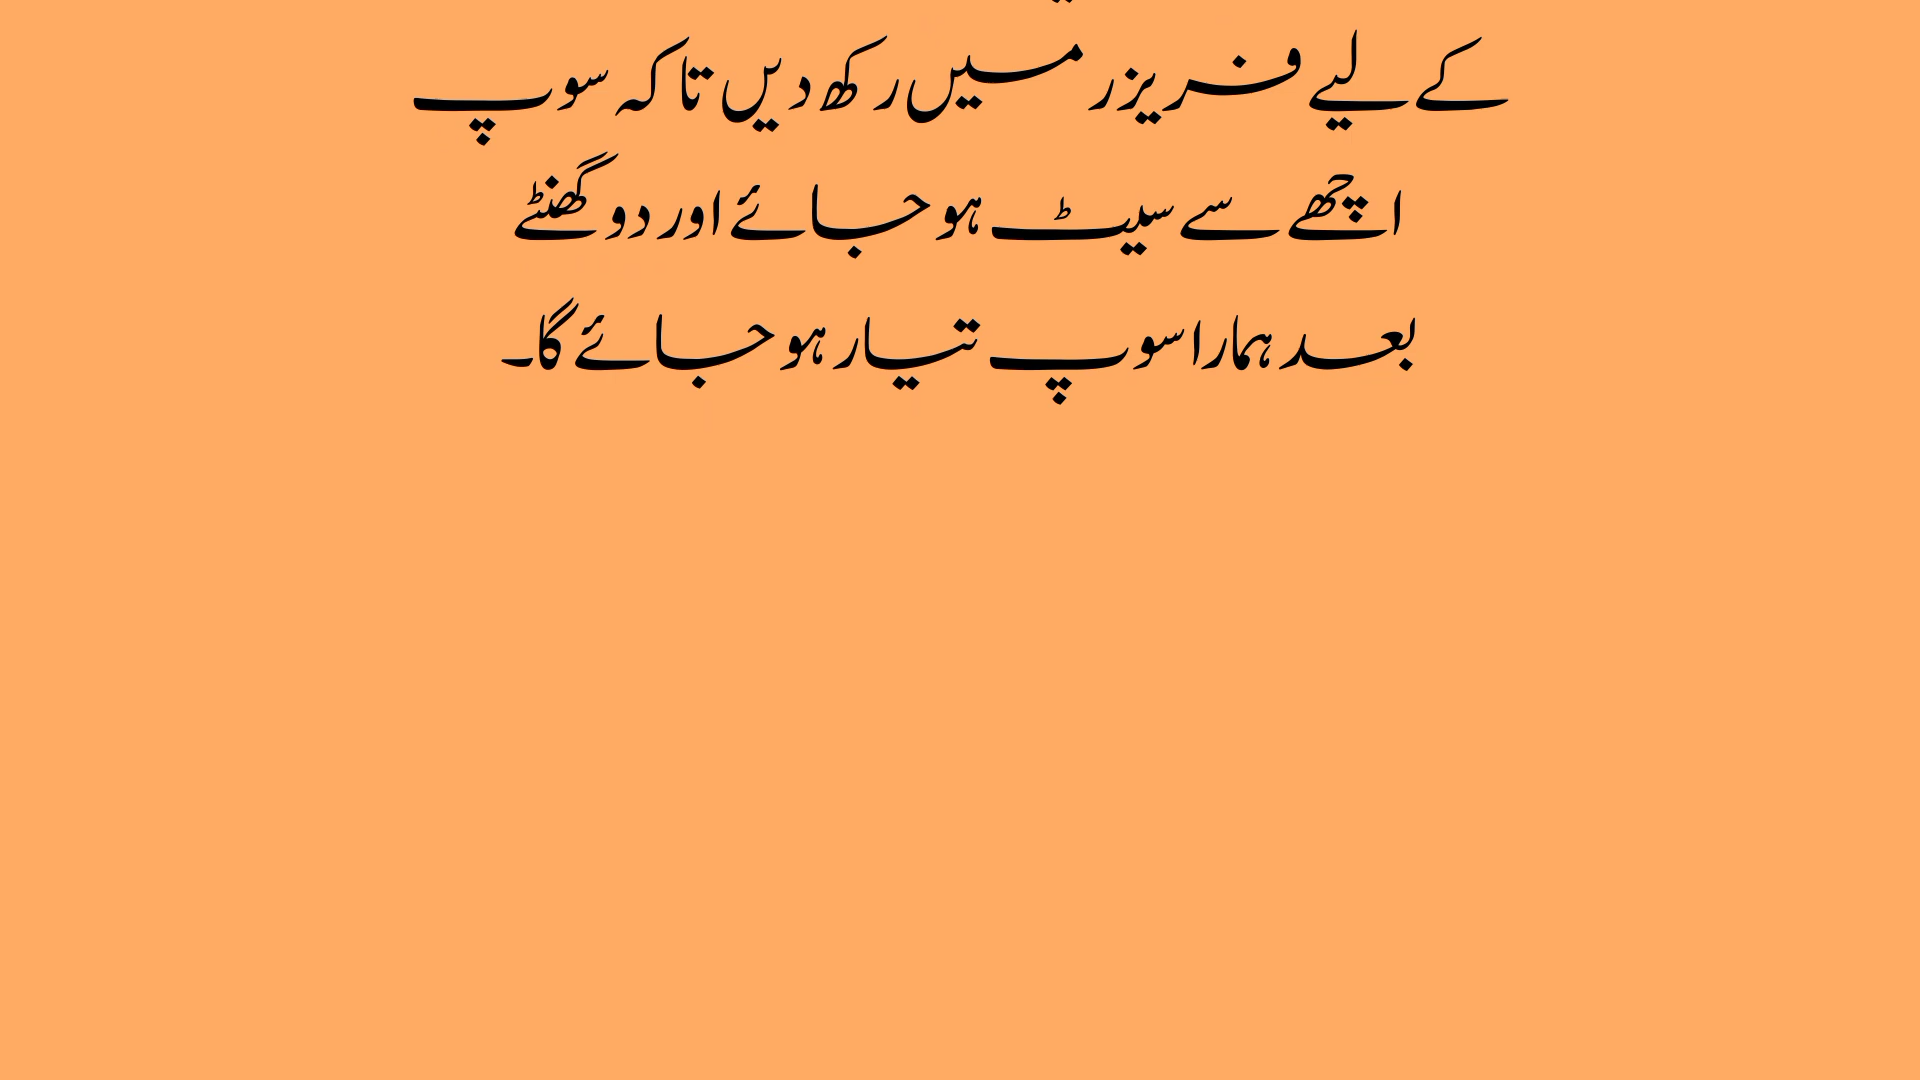 کے لیے فریزر میں رکھ دیں تاکہ سوپ
اچھے سے سیٹ ہو جائے اور دو گھنٹے
بعد ہمارا سوپ تیار ہو جائے گا۔